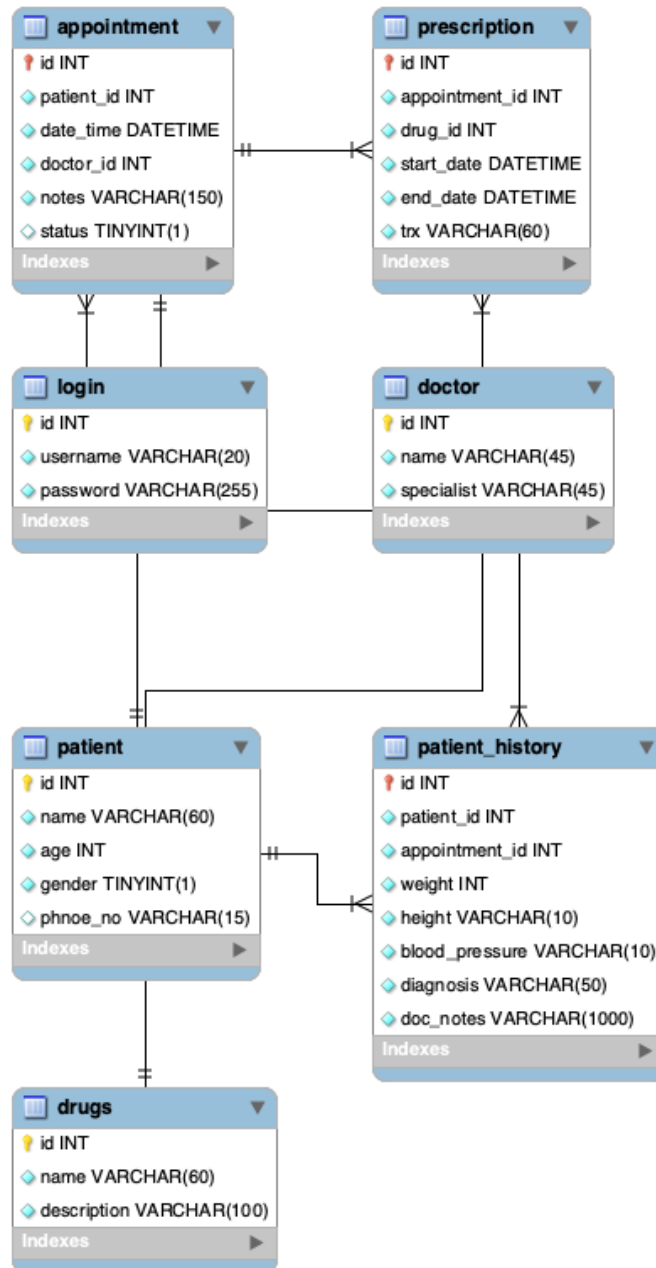 appointment
id INT
patient_id INT
date_time DATETIME
doctor_id INT
notes VARCHAR(150)
status TINYINT(1)
Indexes
prescription
id INT
appointment_id INT
drug_id INT
start_date DATETIME
end_date DATETIME
trx VARCHAR(60)
Indexes
login
id INT
username VARCHAR(20)
password VARCHAR(255)
Indexes
doctor
id INT
name VARCHAR(45)
specialist VARCHAR(45)
Indexes
patient
id INT
name VARCHAR(60)
age INT
gender TINYINT(1)
phnoe_no VARCHAR(15)
Indexes
patient_history
id INT
patient_id INT
appointment_id INT
weight INT
height VARCHAR(10)
blood_pressure VARCHAR(10)
diagnosis VARCHAR(50)
doc_notes VARCHAR(1000)
Indexes
drugs
id INT
name VARCHAR(60)
description VARCHAR(100)
Indexes